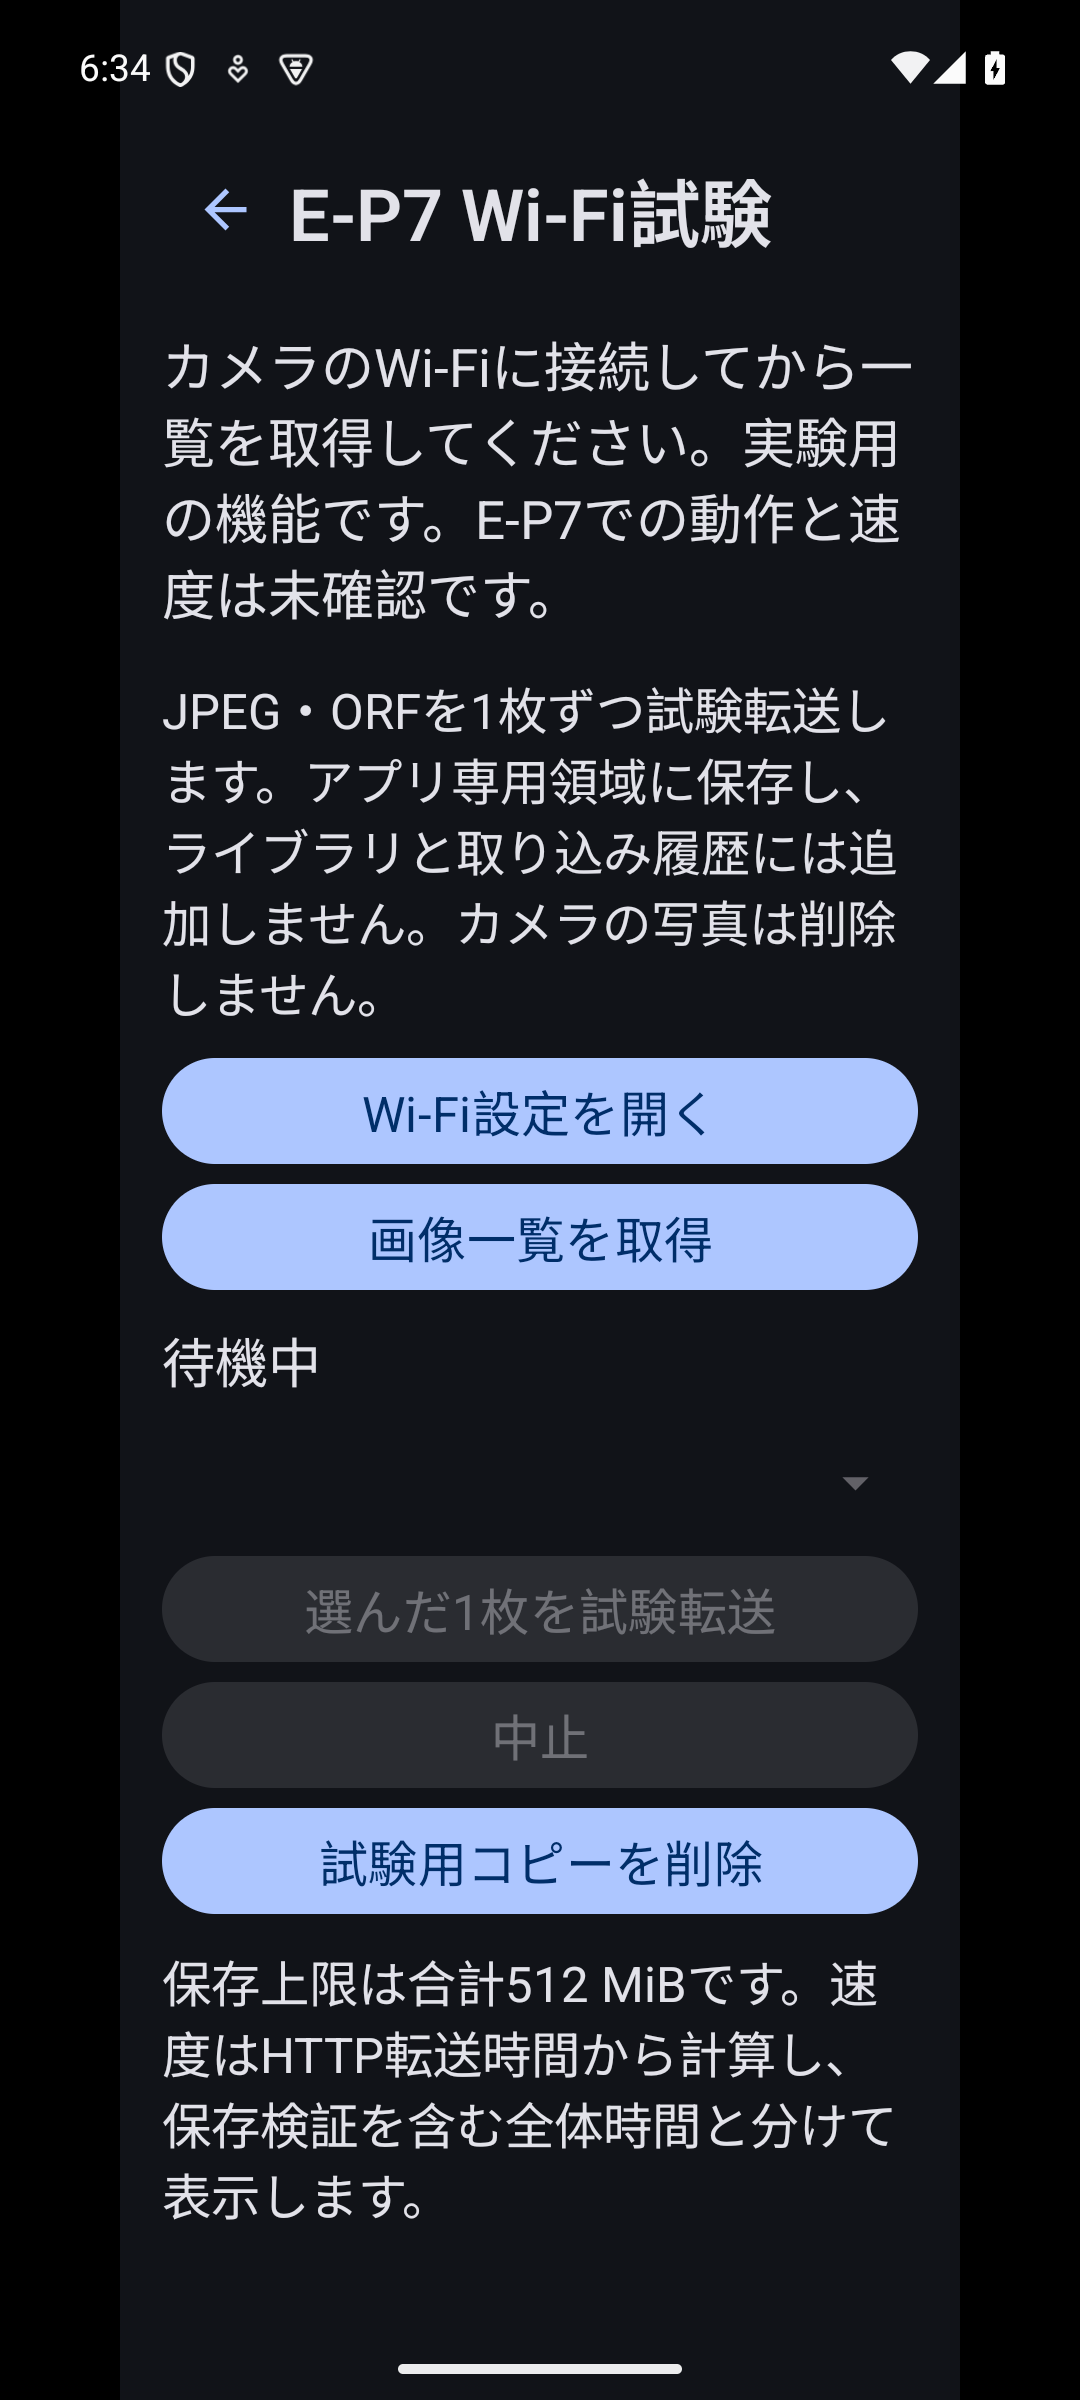 6:34
E-P7 Wi-Fi試験
カメラのWi-Fiに接続してから一
覧を取得してください。実験用
の機能です。E-P7での動作と速
度は未確認です。
JPEG・ORFを1枚ずつ試験転送し
ます。アプリ専用領域に保存し、
ライブラリと取り込み履歴には追
加しません。カメラの写真は削除
しません。
Wi-Fi設定を開く
画像一覧を取得
待機中
選んだ1枚を試験転送
中止
試験用コピーを削除
保存上限は合計512 MiBです。速
度はHTTP転送時間から計算し、
保存検証を含む全体時間と分けて
表示します。